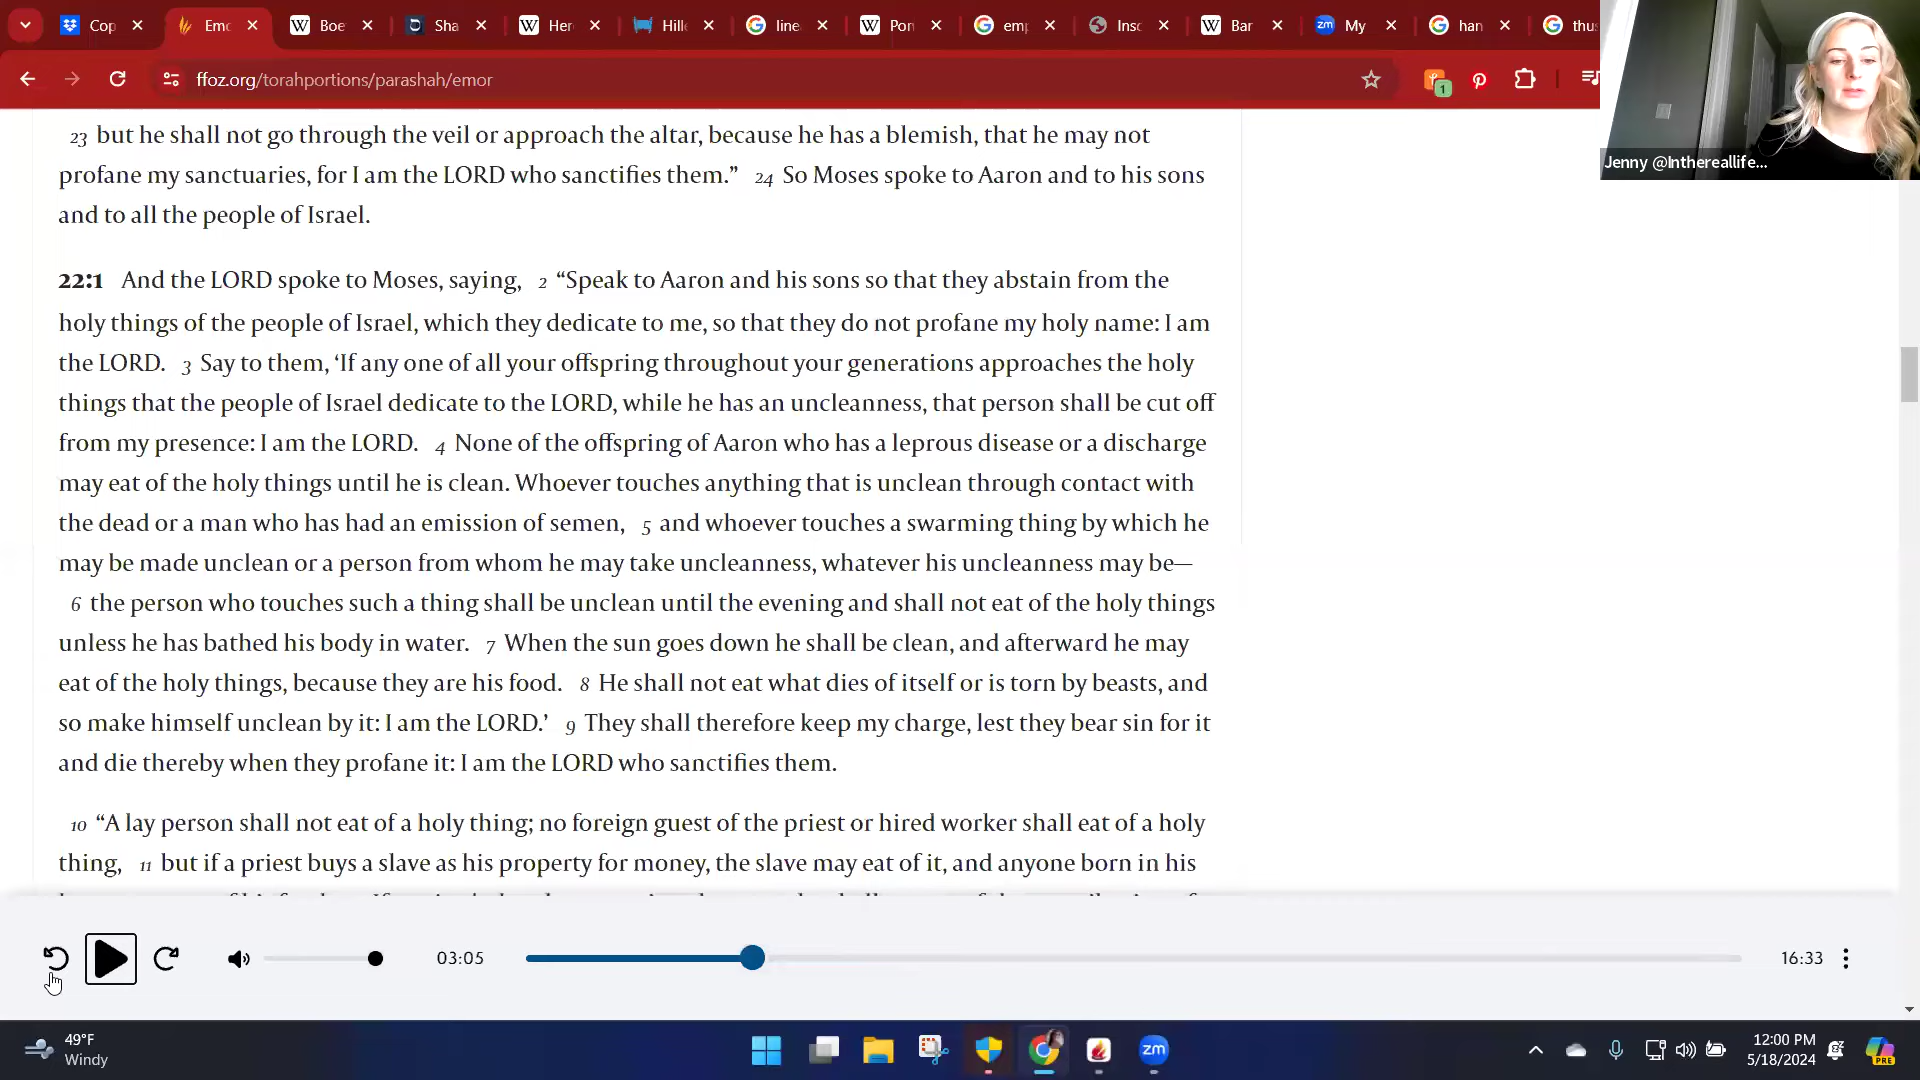 Cop
Emo
Boe
Sha
Her
Hille
line
Pon
emp
Insc
Bar
zm My
han
thu
ffoz.org/torahportions/parashah/emor
1
Jenny @Inthereallife...
23 but he shall not go through the veil or approach the altar, because he has a blemish, that he may not
profane my sanctuaries, for I am the LORD who sanctifies them.” 24 So Moses spoke to Aaron and to his sons
and to all the people of Israel.
22:1 And the LORD spoke to Moses, saying, 2 “Speak to Aaron and his sons so that they abstain from the
holy things of the people of Israel, which they dedicate to me, so that they do not profane my holy name: I am
the LORD. 3 Say to them, ‘If any one of all your offspring throughout your generations approaches the holy
things that the people of Israel dedicate to the LORD, while he has an uncleanness, that person shall be cut off
from my presence: I am the LORD. 4 None of the offspring of Aaron who has a leprous disease or a discharge
may eat of the holy things until he is clean. Whoever touches anything that is unclean through contact with
the dead or a man who has had an emission of semen, 5 and whoever touches a swarming thing by which he
may be made unclean or a person from whom he may take uncleanness, whatever his uncleanness may be—
6 the person who touches such a thing shall be unclean until the evening and shall not eat of the holy things
unless he has bathed his body in water. 7 When the sun goes down he shall be clean, and afterward he may
eat of the holy things, because they are his food. 8 He shall not eat what dies of itself or is torn by beasts, and
so make himself unclean by it: I am the LORD.’ 9 They shall therefore keep my charge, lest they bear sin for it
and die thereby when they profane it: I am the LORD who sanctifies them.
10 “A lay person shall not eat of a holy thing; no foreign guest of the priest or hired worker shall eat of a holy
thing, 11 but if a priest buys a slave as his property for money, the slave may eat of it, and anyone born in his
03:05
16:33
49°F
Windy
zm
12:00 PM
5/18/2024
PRE